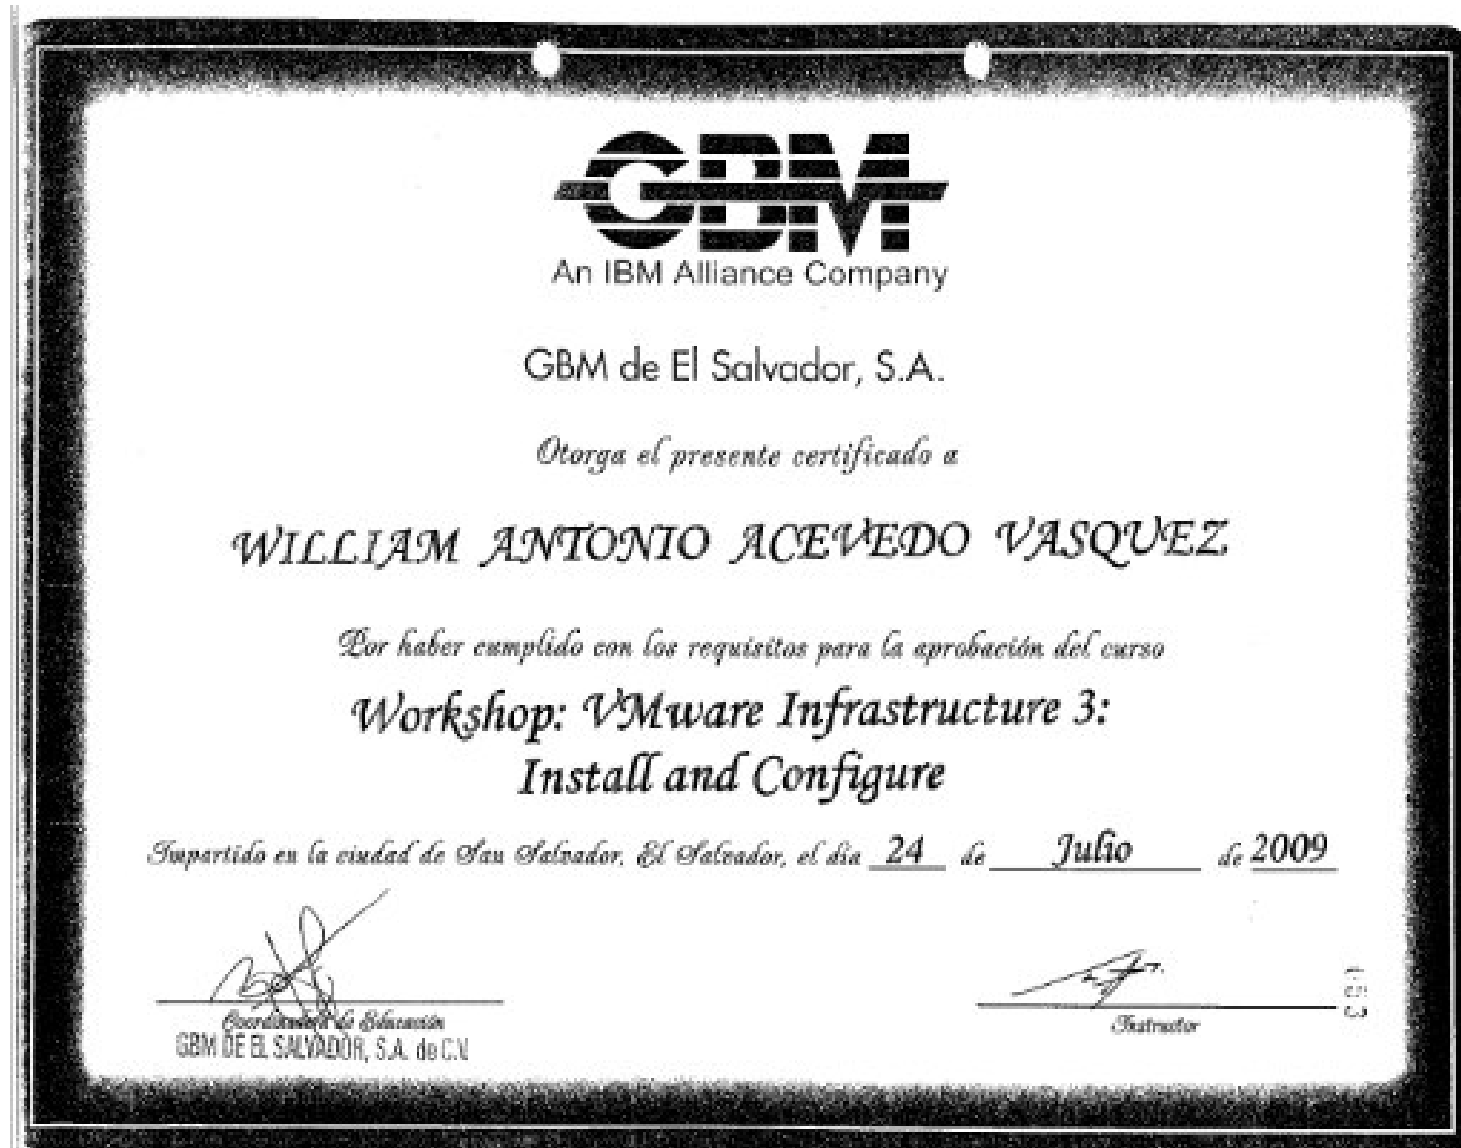 GBM
An IBM Alliance Company
GBM de El Salvador, S.A.
Otorga el presente certificado a
WILLIAM ANTONIO ACEVEDO VASQUEZ
Por haber cumplido con los requisitos para la aprobación del curso
Workshop: VMware Infrastructure 3:
Install and Configure
Impartido en la ciudad de San Salvador, El Salvador, el día 24 de Julio de 2009
de Educación
GBM DE EL SALVADOR, S.A. de C.V.
Instructor